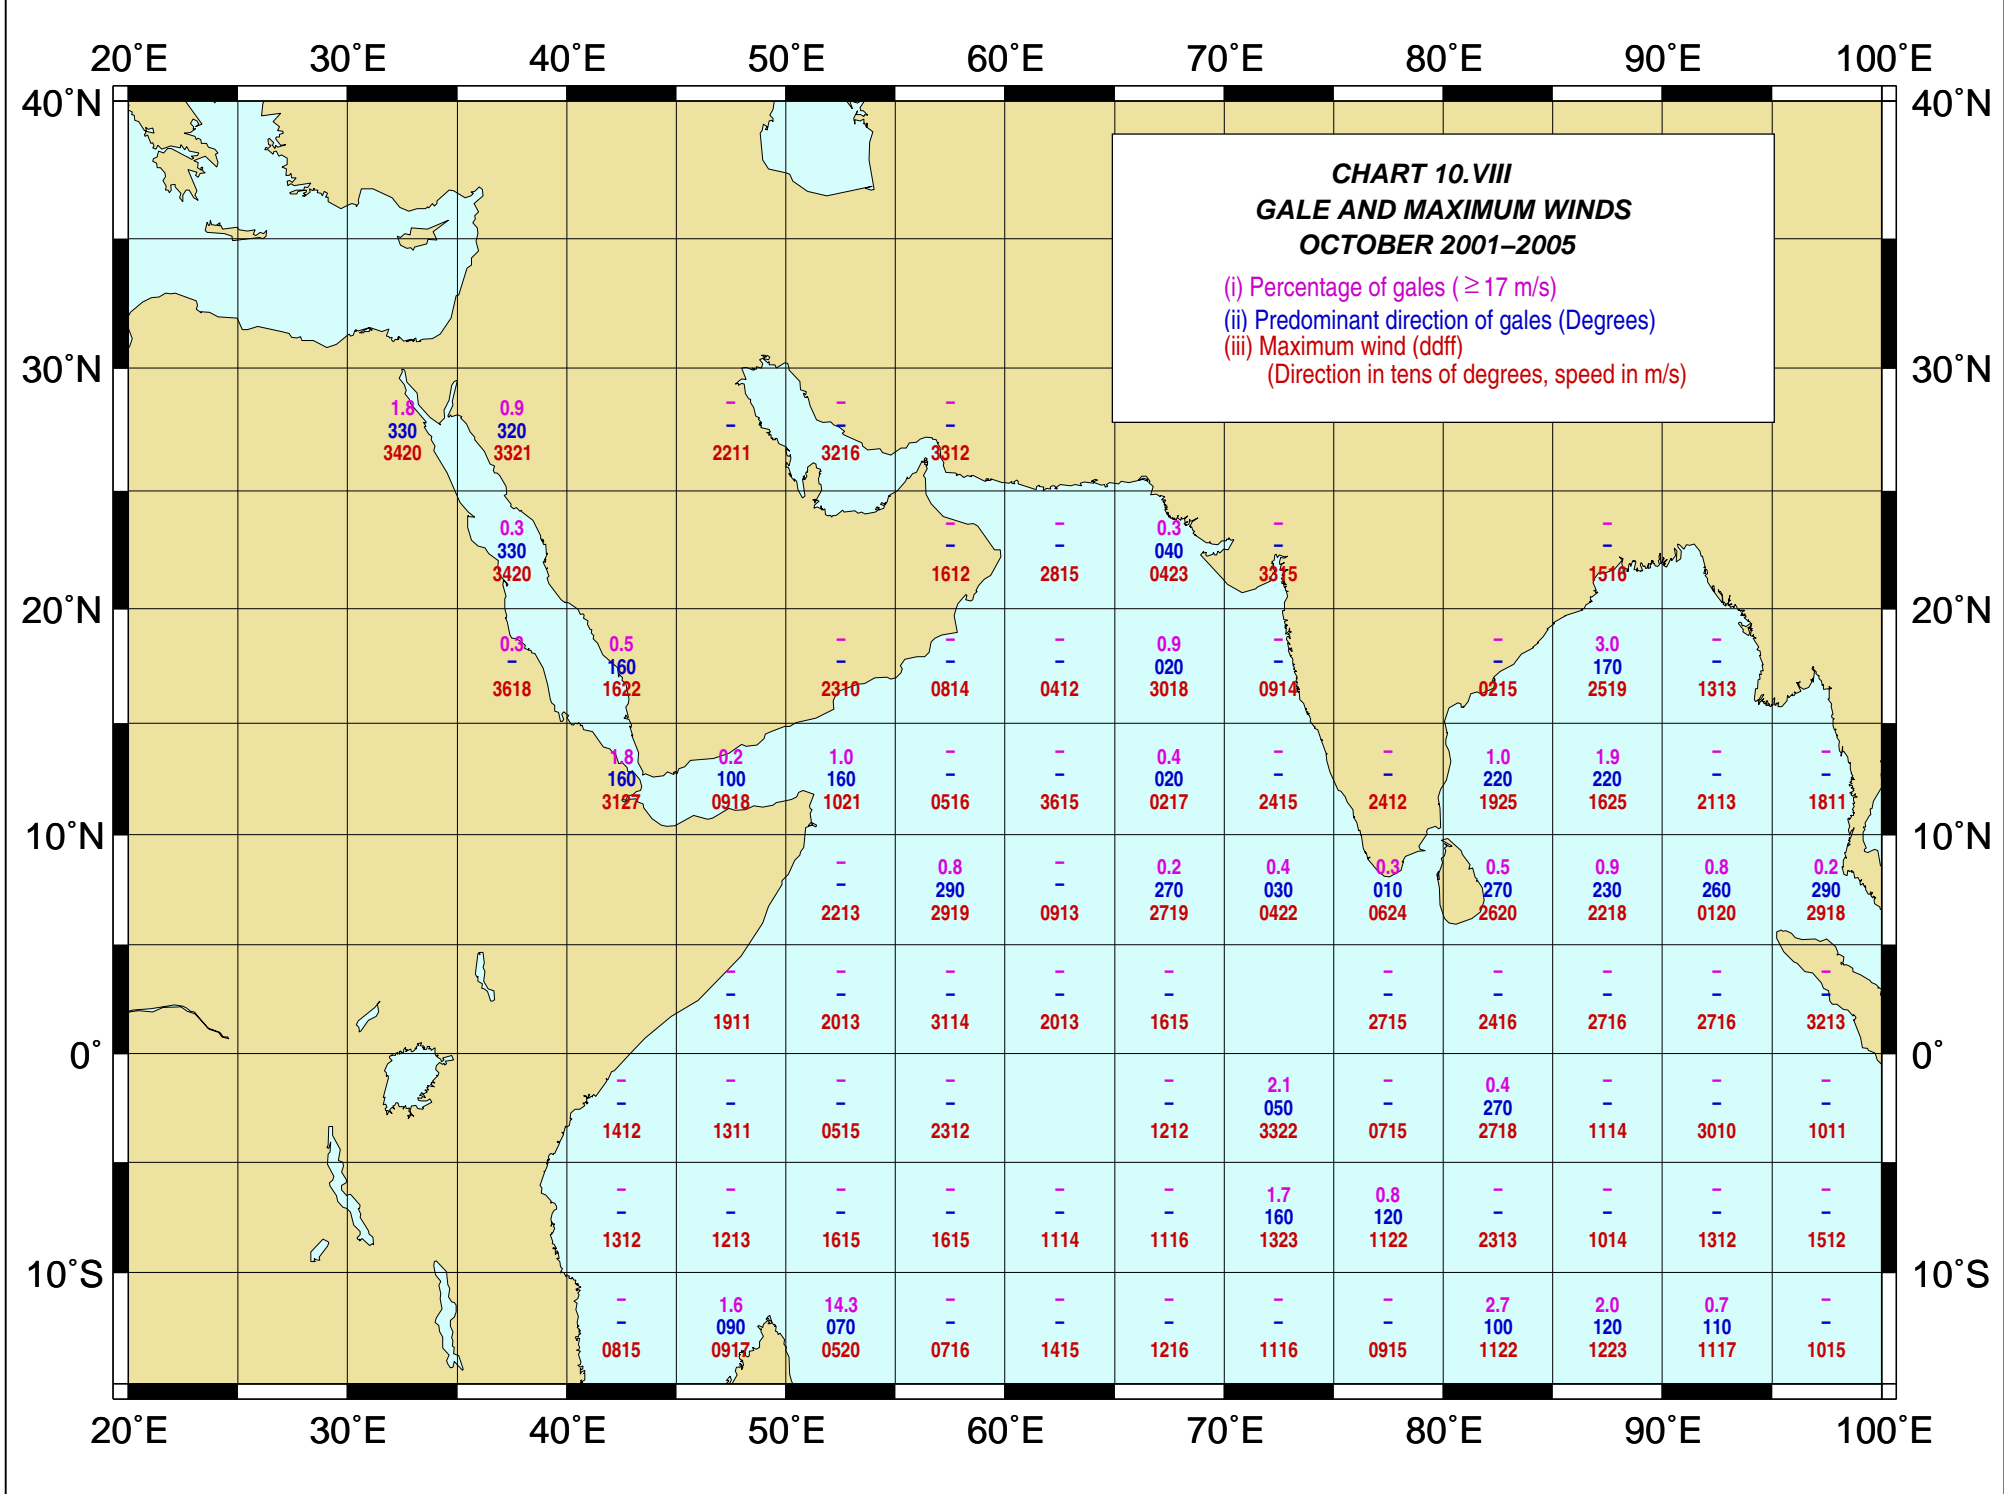 20˚E 30˚E 40˚E 50˚E 60˚E 70˚E 80˚E 90˚E 100˚E
40˚N 40˚N
CHART 10.VIII
GALE AND MAXIMUM WINDS
OCTOBER 2001–2005
(i) Percentage of gales ( ≥ 17 m/s)
(ii) Predominant direction of gales (Degrees)
(iii) Maximum wind (ddff)
(Direction in tens of degrees, speed in m/s)
30˚N 30˚N
1.8 0.9 – – –
330 320 – – –
3420 3321 2211 3216 3312
0.3 – – 0.3 – –
330 – – 040 – –
3420 1612 2815 0423 3315 1516
20˚N 20˚N
0.3 0.5 – – – 0.9 – – 3.0 –
– 160 – – – 020 – – 170 –
3618 1622 2310 0814 0412 3018 0914 0215 2519 1313
1.8 0.2 1.0 – – 0.4 – – 1.0 1.9 – –
160 100 160 – – 020 – – 220 220 – –
3127 0918 1021 0516 3615 0217 2415 2412 1925 1625 2113 1811
10˚N 10˚N
– 0.8 – 0.2 0.4 0.3 0.5 0.9 0.8 0.2
– 290 – 270 030 010 270 230 260 290
2213 2919 0913 2719 0422 0624 2620 2218 0120 2918
– – – – – – – – – –
– – – – – – – – – –
1911 2013 3114 2013 1615 2715 2416 2716 2716 3213
0˚ 0˚
– – – – – 2.1 – 0.4 – – –
– – – – – 050 – 270 – – –
1412 1311 0515 2312 1212 3322 0715 2718 1114 3010 1011
– – – – – – 1.7 0.8 – – – –
– – – – – – 160 120 – – – –
1312 1213 1615 1615 1114 1116 1323 1122 2313 1014 1312 1512
10˚S 10˚S
– 1.6 14.3 – – – – – 2.7 2.0 0.7 –
– 090 070 – – – – – 100 120 110 –
0815 0917 0520 0716 1415 1216 1116 0915 1122 1223 1117 1015
20˚E 30˚E 40˚E 50˚E 60˚E 70˚E 80˚E 90˚E 100˚E